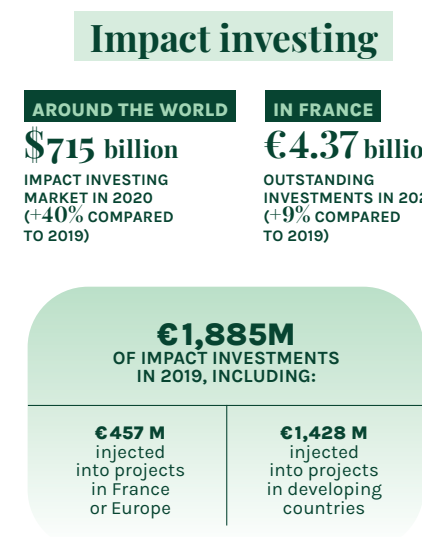 Impact investing
AROUND THE WORLD
$715 billion
IMPACT INVESTING
MARKET IN 2020
(+40% COMPARED
TO 2019)
IN FRANCE
€4.37
OUTSTANDING
INVESTMENTS IN
(+9% COMPARED
TO 2019)
€1,885M
OF IMPACT INVESTMENTS
IN 2019, INCLUDING:
€457 M
injected
into projects
in France
or Europe
€1,428 M
injected
into projects
in developing
countries